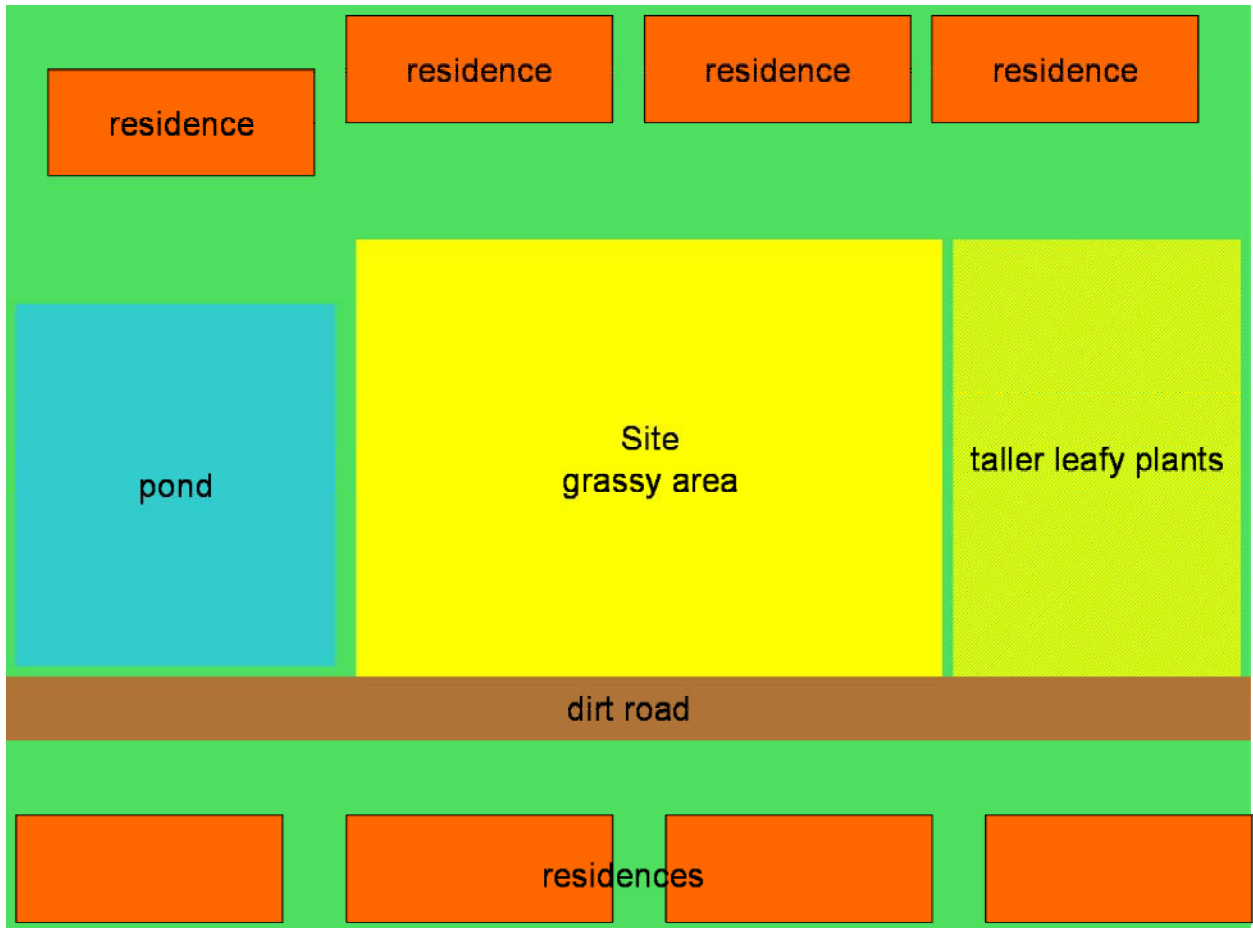 residence
residence
residence
residence
Site
grassy area
taller leafy plants
pond
dirt road
residences